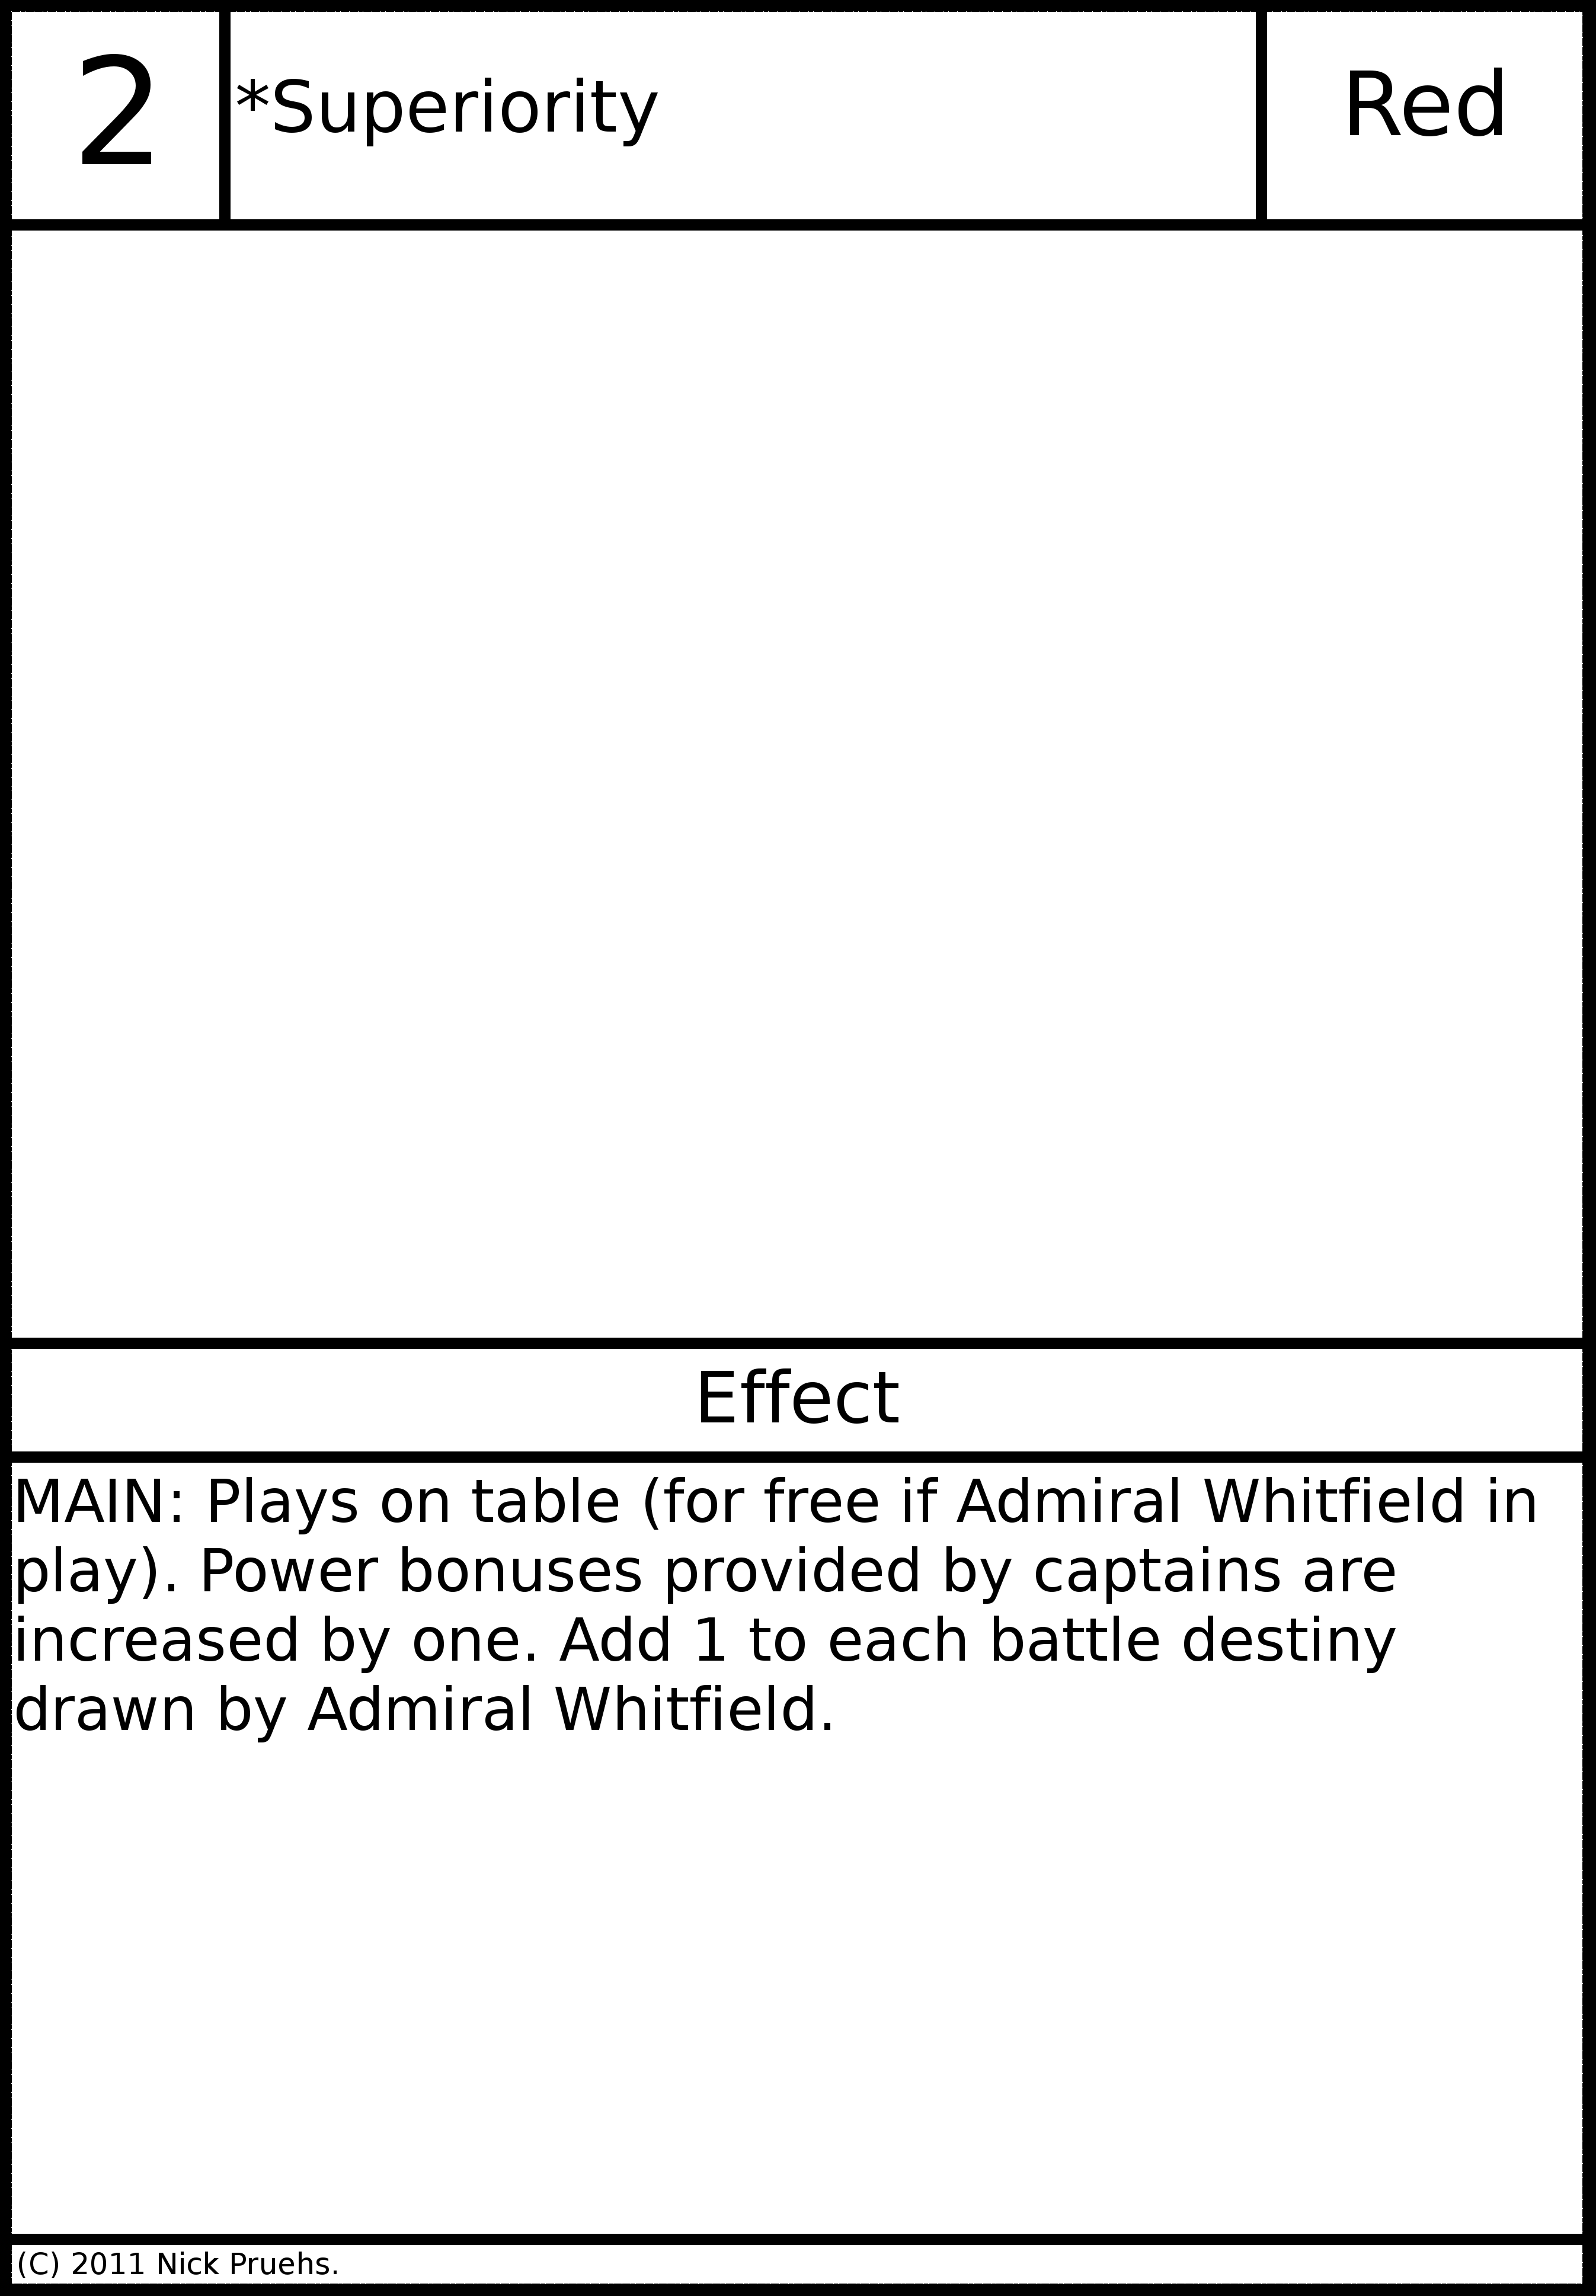 2
*Superiority
Red
Effect
MAIN: Plays on table (for free if Admiral Whitfield in
play). Power bonuses provided by captains are
increased by one. Add 1 to each battle destiny
drawn by Admiral Whitfield.
(C) 2011 Nick Pruehs.